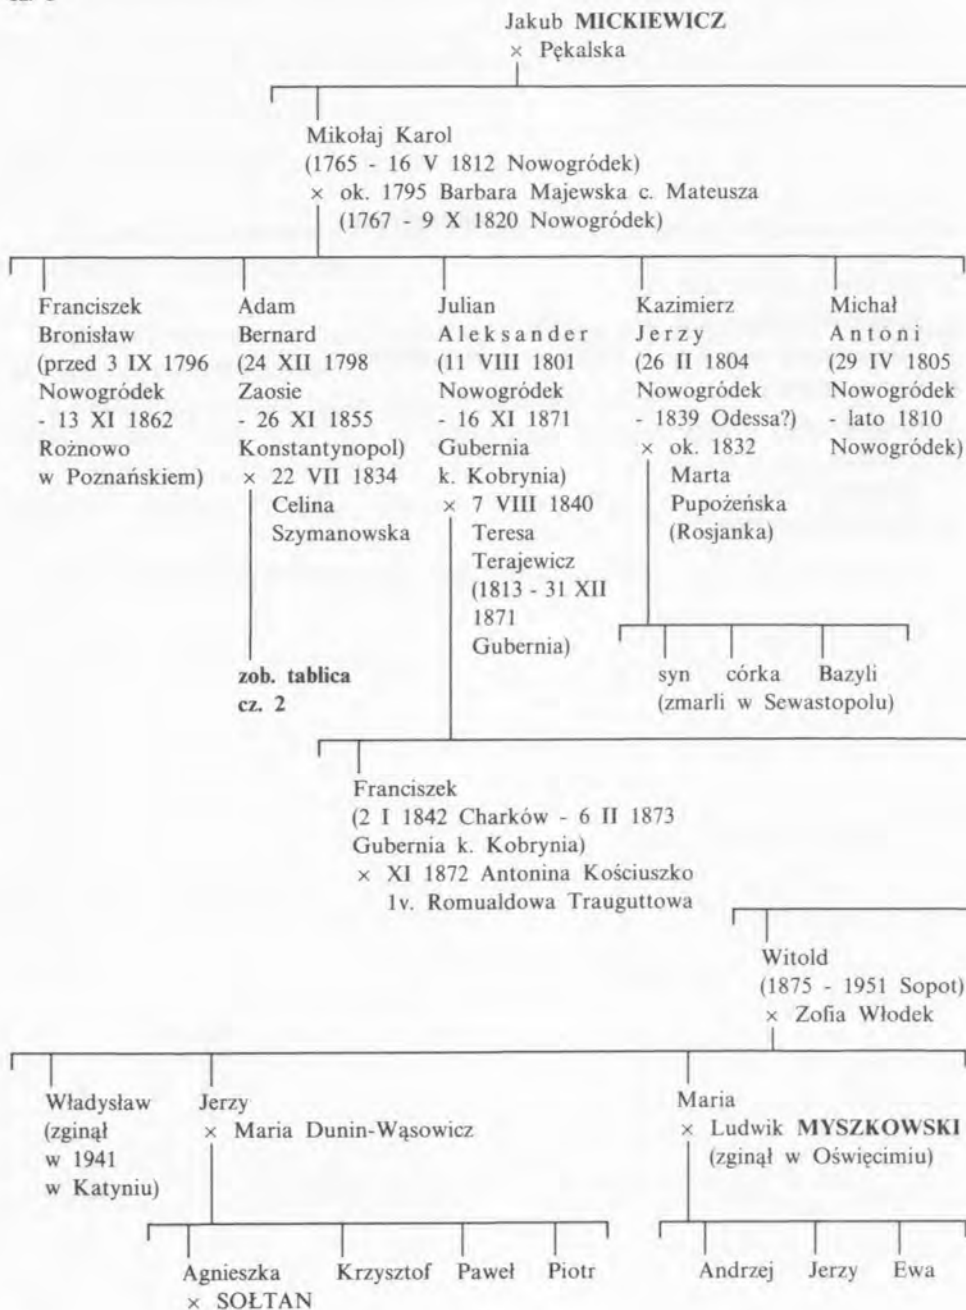 Jakub MICKIEWICZ
× Pękalska
Mikołaj Karol
(1765 - 16 V 1812 Nowogródek)
× ok. 1795 Barbara Majewska c. Mateusza
(1767 - 9 X 1820 Nowogródek)
Franciszek
Bronisław
(przed 3 IX 1796
Nowogródek
- 13 XI 1862
Rożnowo
w Poznańskiem)
Adam
Bernard
(24 XII 1798
Zaosie
- 26 XI 1855
Konstantynopol)
× 22 VII 1834
Celina
Szymanowska
zob. tablica
cz. 2
Julian
Aleksander
(11 VIII 1801
Nowogródek
- 16 XI 1871
Gubernia
k. Kobrynia)
× 7 VIII 1840
Teresa
Terajewicz
(1813 - 31 XII
1871
Gubernia)
Kazimierz
Jerzy
(26 II 1804
Nowogródek
- 1839 Odessa?)
× ok. 1832
Marta
Pupożeńska
(Rosjanka)
Michał
Antoni
(29 IV 1805
Nowogródek
- lato 1810
Nowogródek)
syn córka Bazyli
(zmarli w Sewastopolu)
Franciszek
(2 I 1842 Charków - 6 II 1873
Gubernia k. Kobrynia)
× XI 1872 Antonina Kościuszko
1v. Romualdowa Trauguttowa
Witold
(1875 - 1951 Sopot)
× Zofia Włodek
Władysław
(zginął
w 1941
w Katyniu)
Jerzy
× Maria Dunin-Wąsowicz
Maria
× Ludwik MYSZKOWSKI
(zginął w Oświęcimiu)
Agnieszka Krzysztof Paweł Piotr
× SOŁTAN
Andrzej Jerzy Ewa